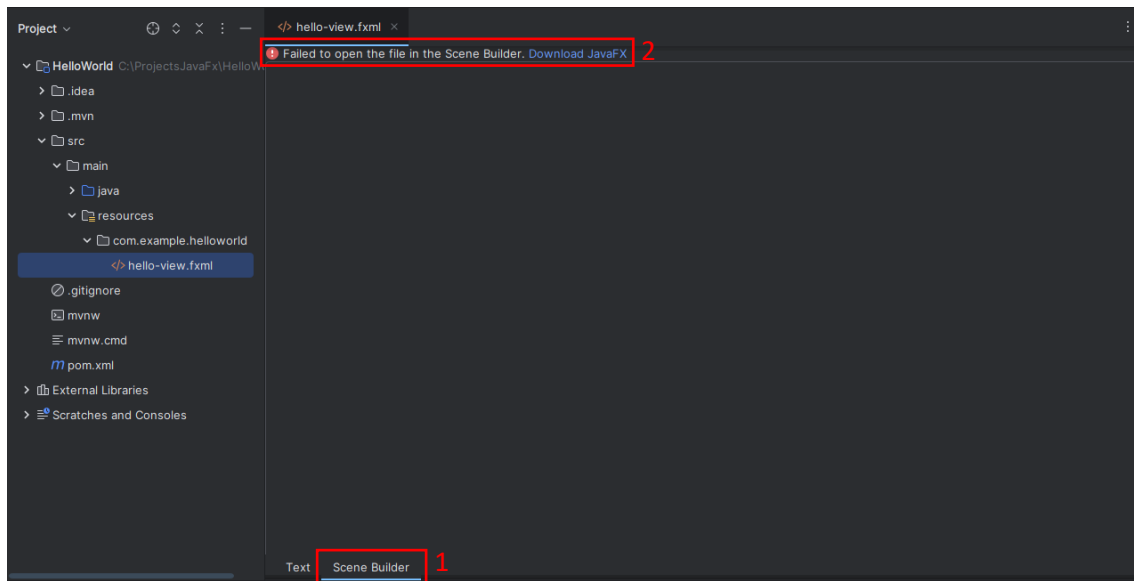 Project
hello-view.fxml
Failed to open the file in the Scene Builder. Download JavaFX 2
HelloWorld C:\ProjectsJavaFx\HelloW
.idea
.mvn
src
main
java
resources
com.example.helloworld
hello-view.fxml
.gitignore
mvnw
mvnw.cmd
m pom.xml
External Libraries
Scratches and Consoles
Text Scene Builder 1